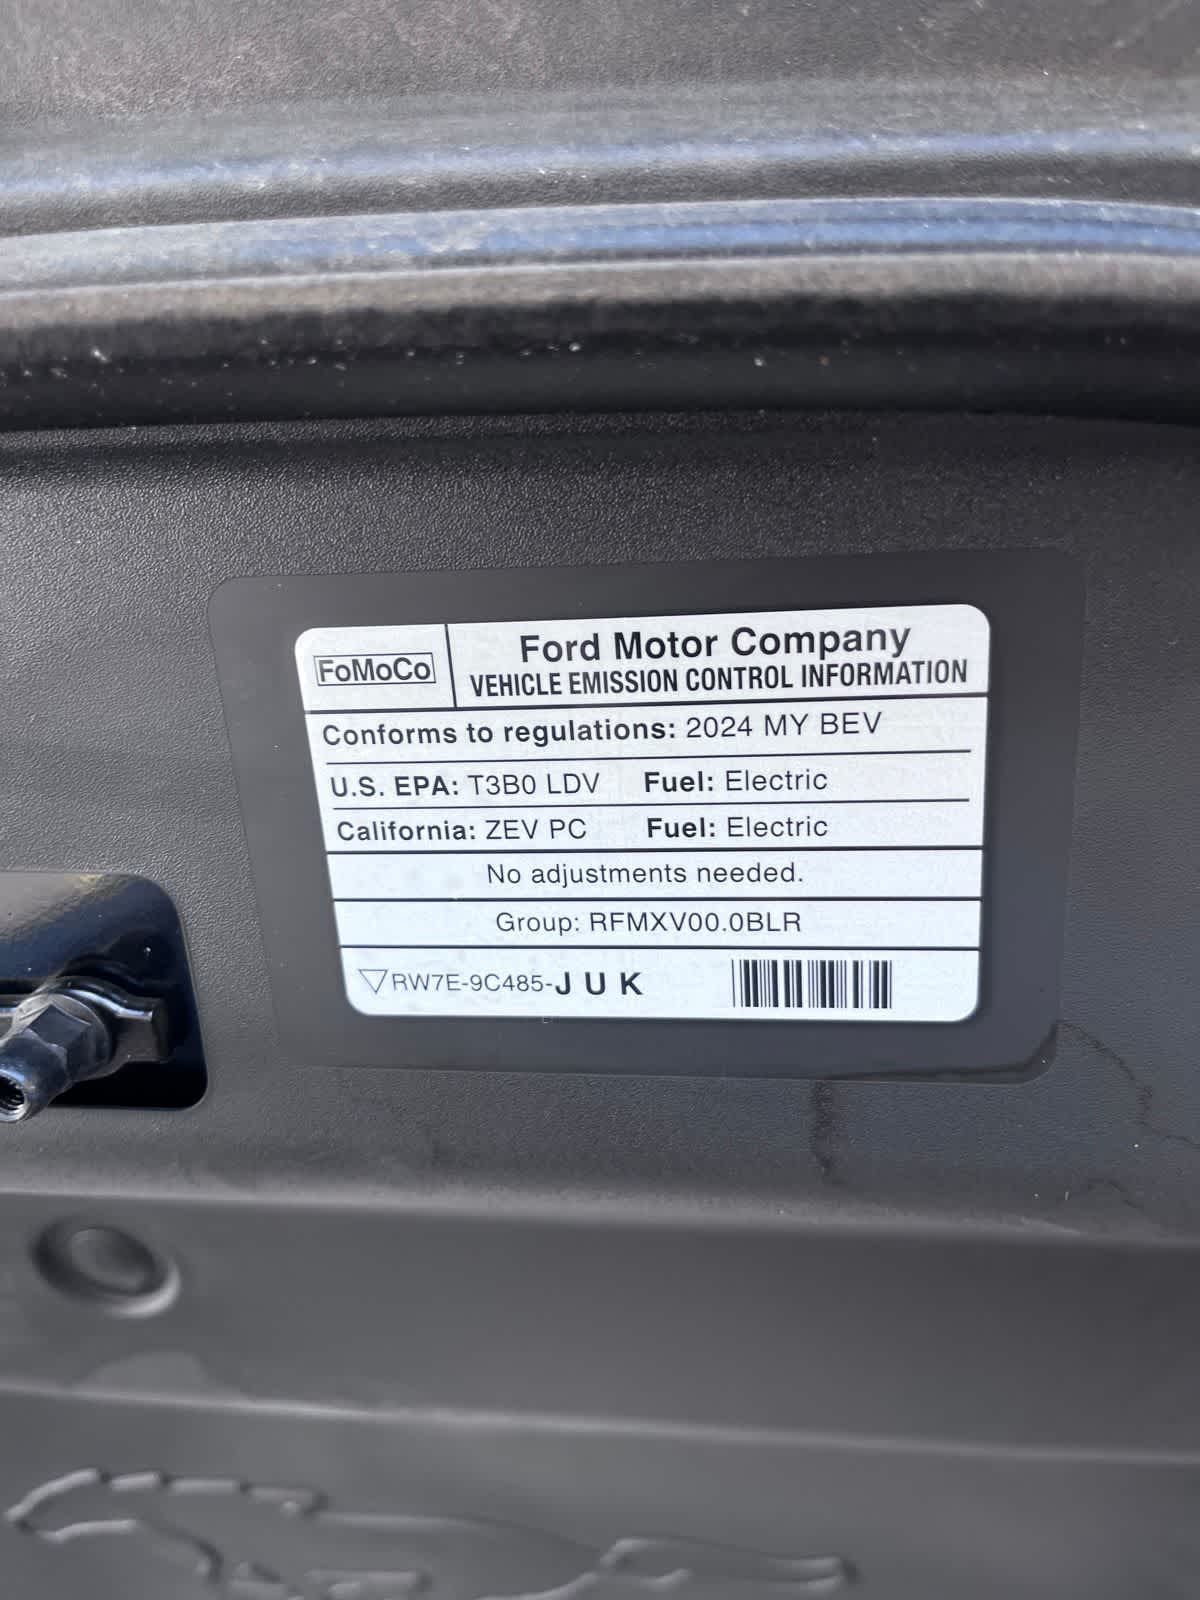 FoMoCo
Ford Motor Company
VEHICLE EMISSION CONTROL INFORMATION
Conforms to regulations: 2024 MY BEV
U.S. EPA: T3B0 LDV Fuel: Electric
California: ZEV PC Fuel: Electric
No adjustments needed.
Group: RFMXV00.0BLR
RW7E-9C485-J U K